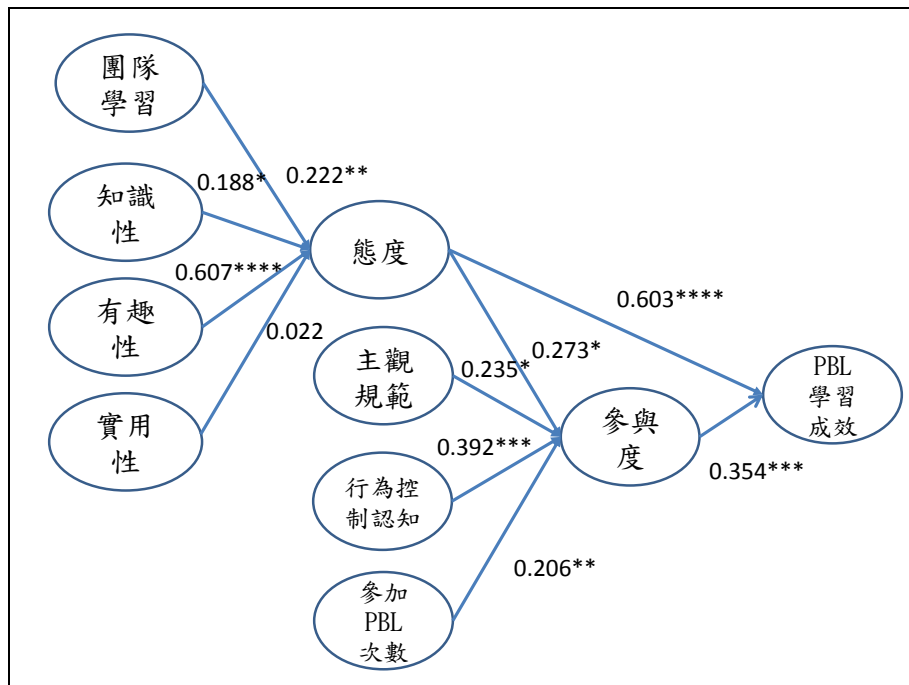 團隊
學習
0.222**
知識
性
0.188*
態度
有趣
性
0.607****
0.022
0.603****
實用
性
主觀
規範
0.235*
0.273*
PBL
學習
成效
參與
度
0.392***
0.354***
行為控
制認知
0.206**
參加
PBL
次數